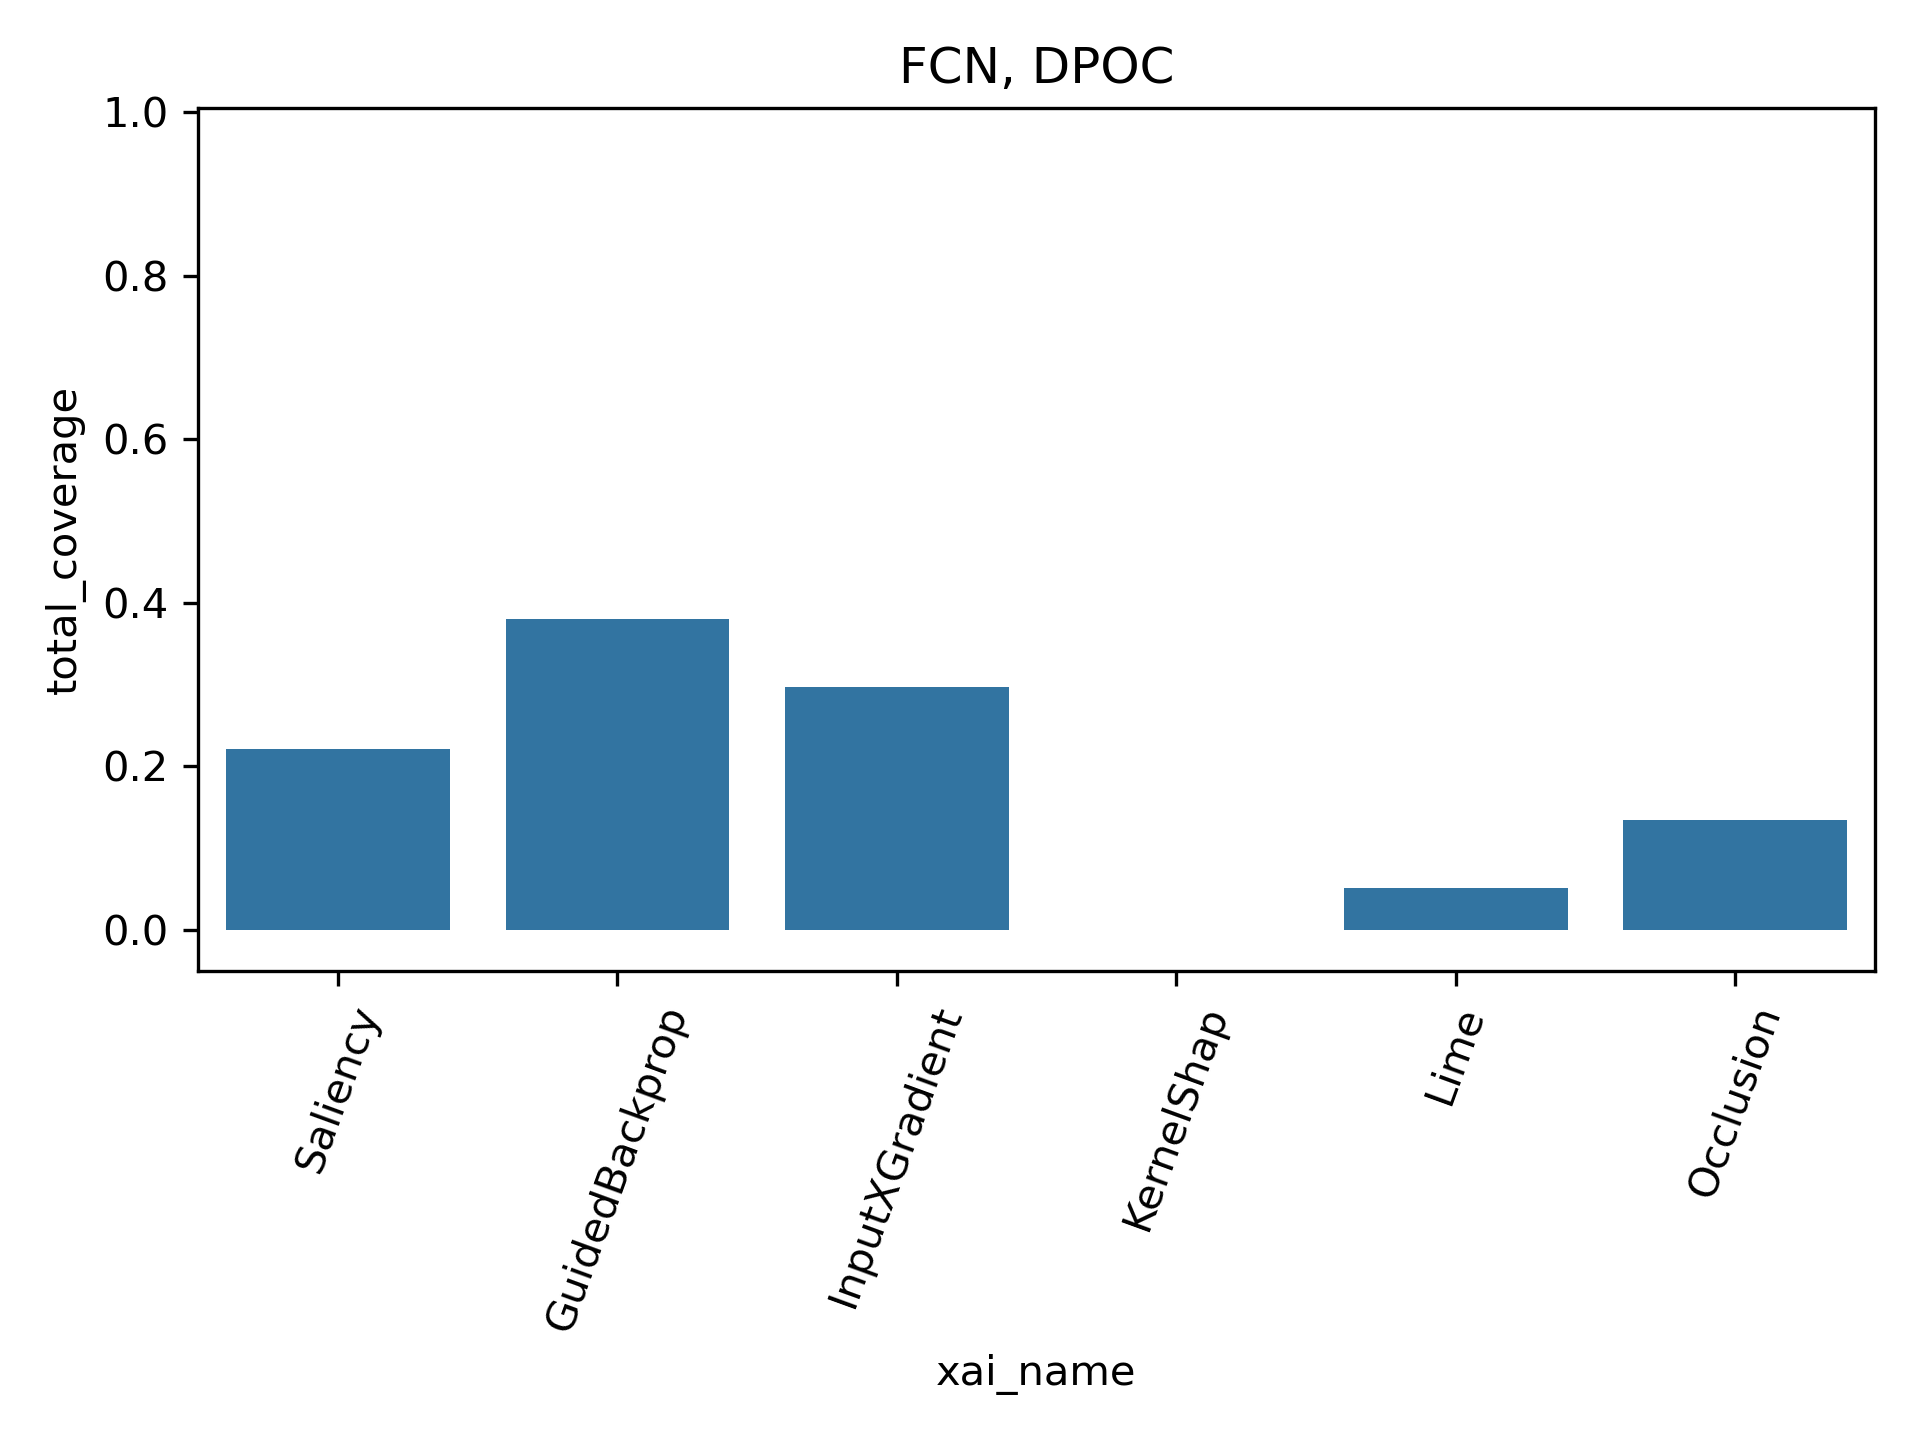 FCN, DPOC
total_coverage
1.0
0.8
0.6
0.4
0.2
0.0
Saliency
GuidedBackprop
InputXGradient
KernelShap
Lime
Occlusion
xai_name